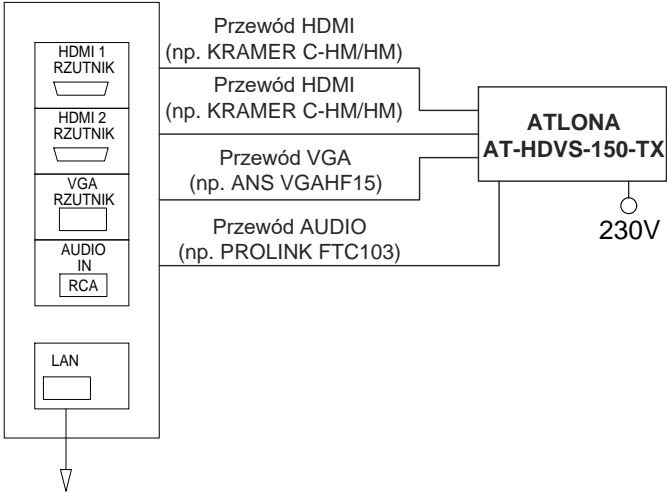 HDMI 1
RZUTNIK
HDMI 2
RZUTNIK
VGA
RZUTNIK
AUDIO
IN
RCA
LAN
Przewód HDMI
(np. KRAMER C-HM/HM)
Przewód HDMI
(np. KRAMER C-HM/HM)
Przewód VGA
(np. ANS VGAHF15)
Przewód AUDIO
(np. PROLINK FTC103)
ATLONA
AT-HDVS-150-TX
230V